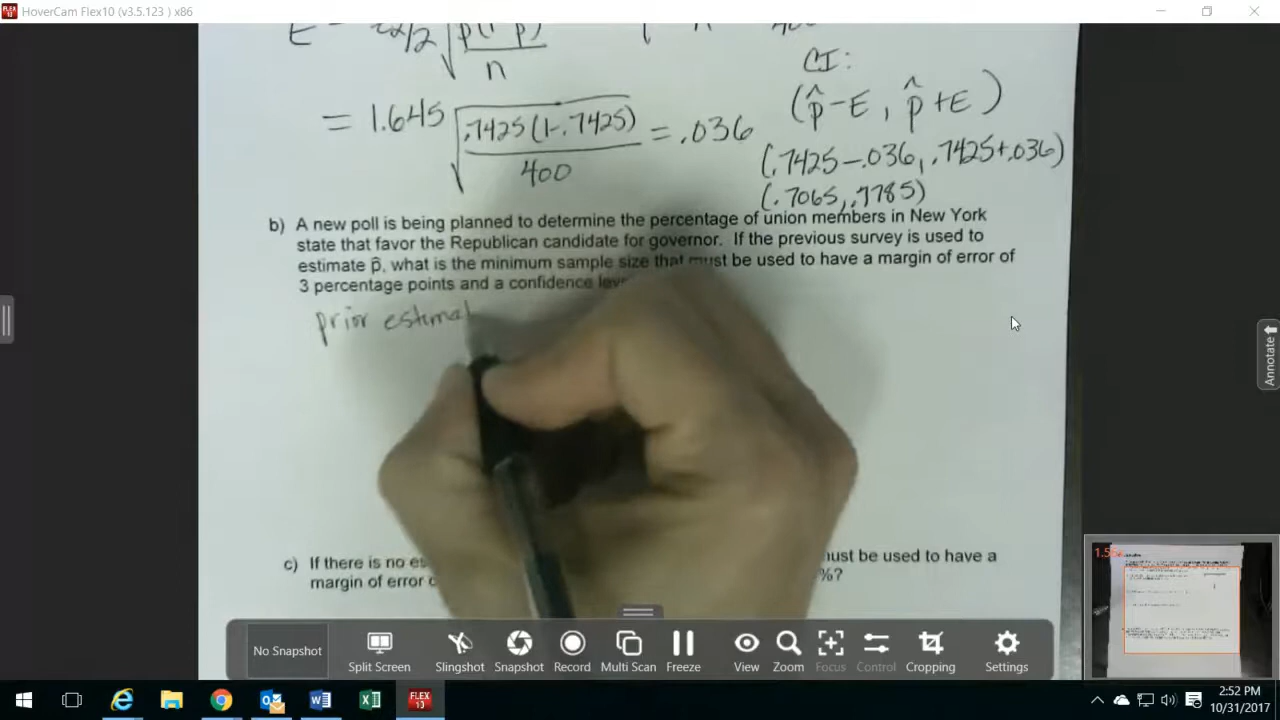 HoverCam Flex10 (v3.5.123) x86
E
n
= 1.645 √.7425(1-.7425) = .036
400
CI:
(p̂-E, p̂+E)
(.7425-.036, .7425+.036)
(.7065, .7785)
b) A new poll is being planned to determine the percentage of union members in New York
state that favor the Republican candidate for governor. If the previous survey is used to
estimate p̂, what is the minimum sample size that must be used to have a margin of error of
3 percentage points and a confidence
prior
c) If there is no must be used to have a
margin of error %?
Annotate
No Snapshot
Split Screen
Slingshot
Snapshot
Record
Multi Scan
Freeze
View
Zoom
Focus
Control
Cropping
Settings
FLEX
2:52 PM
10/31/2017